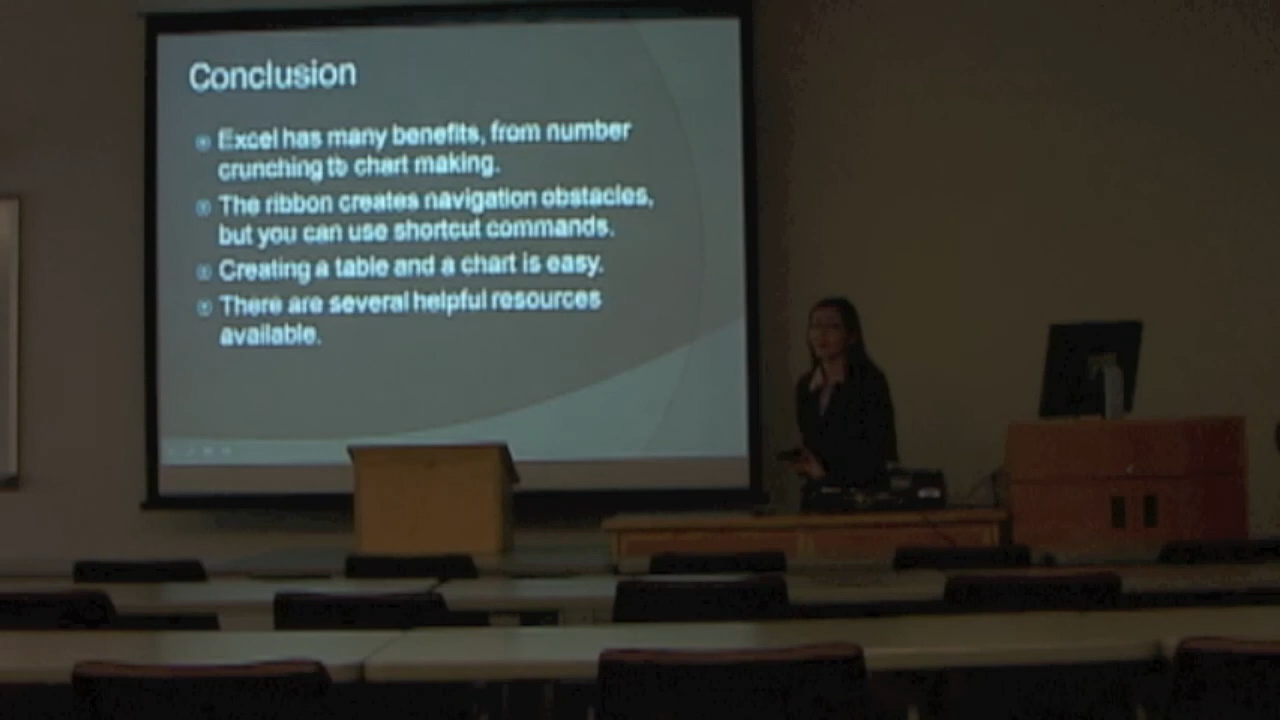 Conclusion
Excel has many benefits, from number
crunching to chart making.
The ribbon creates navigation obstacles,
but you can use shortcut commands.
Creating a table and a chart is easy.
There are several helpful resources
available.